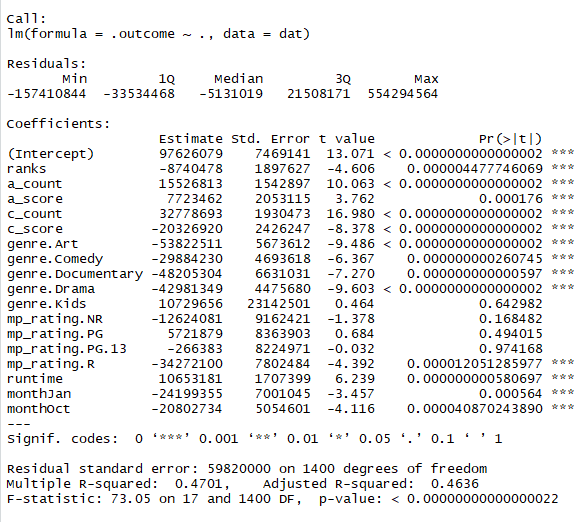 Call:
lm(formula = .outcome ~ ., data = dat)
Residuals:
Min 1Q Median 3Q Max
-157410844 -33534468 -5131019 21508171 554294564
Coefficients:
Estimate Std. Error t value Pr(>|t|)
(Intercept) 97626079 7469141 13.071 < 0.0000000000000002 ***
ranks -8740478 1897627 -4.606 0.000004477746069 ***
a_count 15526813 1542897 10.063 < 0.0000000000000002 ***
a_score 7723462 2053115 3.762 0.000176 ***
c_count 32778693 1930473 16.980 < 0.0000000000000002 ***
c_score -20326920 2426247 -8.378 < 0.0000000000000002 ***
genre.Art -53822511 5673612 -9.486 < 0.0000000000000002 ***
genre.Comedy -29884230 4693618 -6.367 0.000000000260745 ***
genre.Documentary -48205304 6631031 -7.270 0.000000000000597 ***
genre.Drama -42981349 4475680 -9.603 < 0.0000000000000002 ***
genre.Kids 10729656 23142501 0.464 0.642982
mp_rating.NR -12624081 9162421 -1.378 0.168482
mp_rating.PG 5721879 8363903 0.684 0.494015
mp_rating.PG.13 -266383 8224971 -0.032 0.974168
mp_rating.R -34272100 7802484 -4.392 0.000012051285977 ***
runtime 10653181 1707399 6.239 0.000000000580697 ***
monthJan -24199355 7001045 -3.457 0.000564 ***
monthOct -20802734 5054601 -4.116 0.000040870243890 ***
---
Signif. codes: 0 ‘***’ 0.001 ‘**’ 0.01 ‘*’ 0.05 ‘.’ 0.1 ‘ ’ 1
Residual standard error: 59820000 on 1400 degrees of freedom
Multiple R-squared: 0.4701, Adjusted R-squared: 0.4636
F-statistic: 73.05 on 17 and 1400 DF, p-value: < 0.00000000000000022